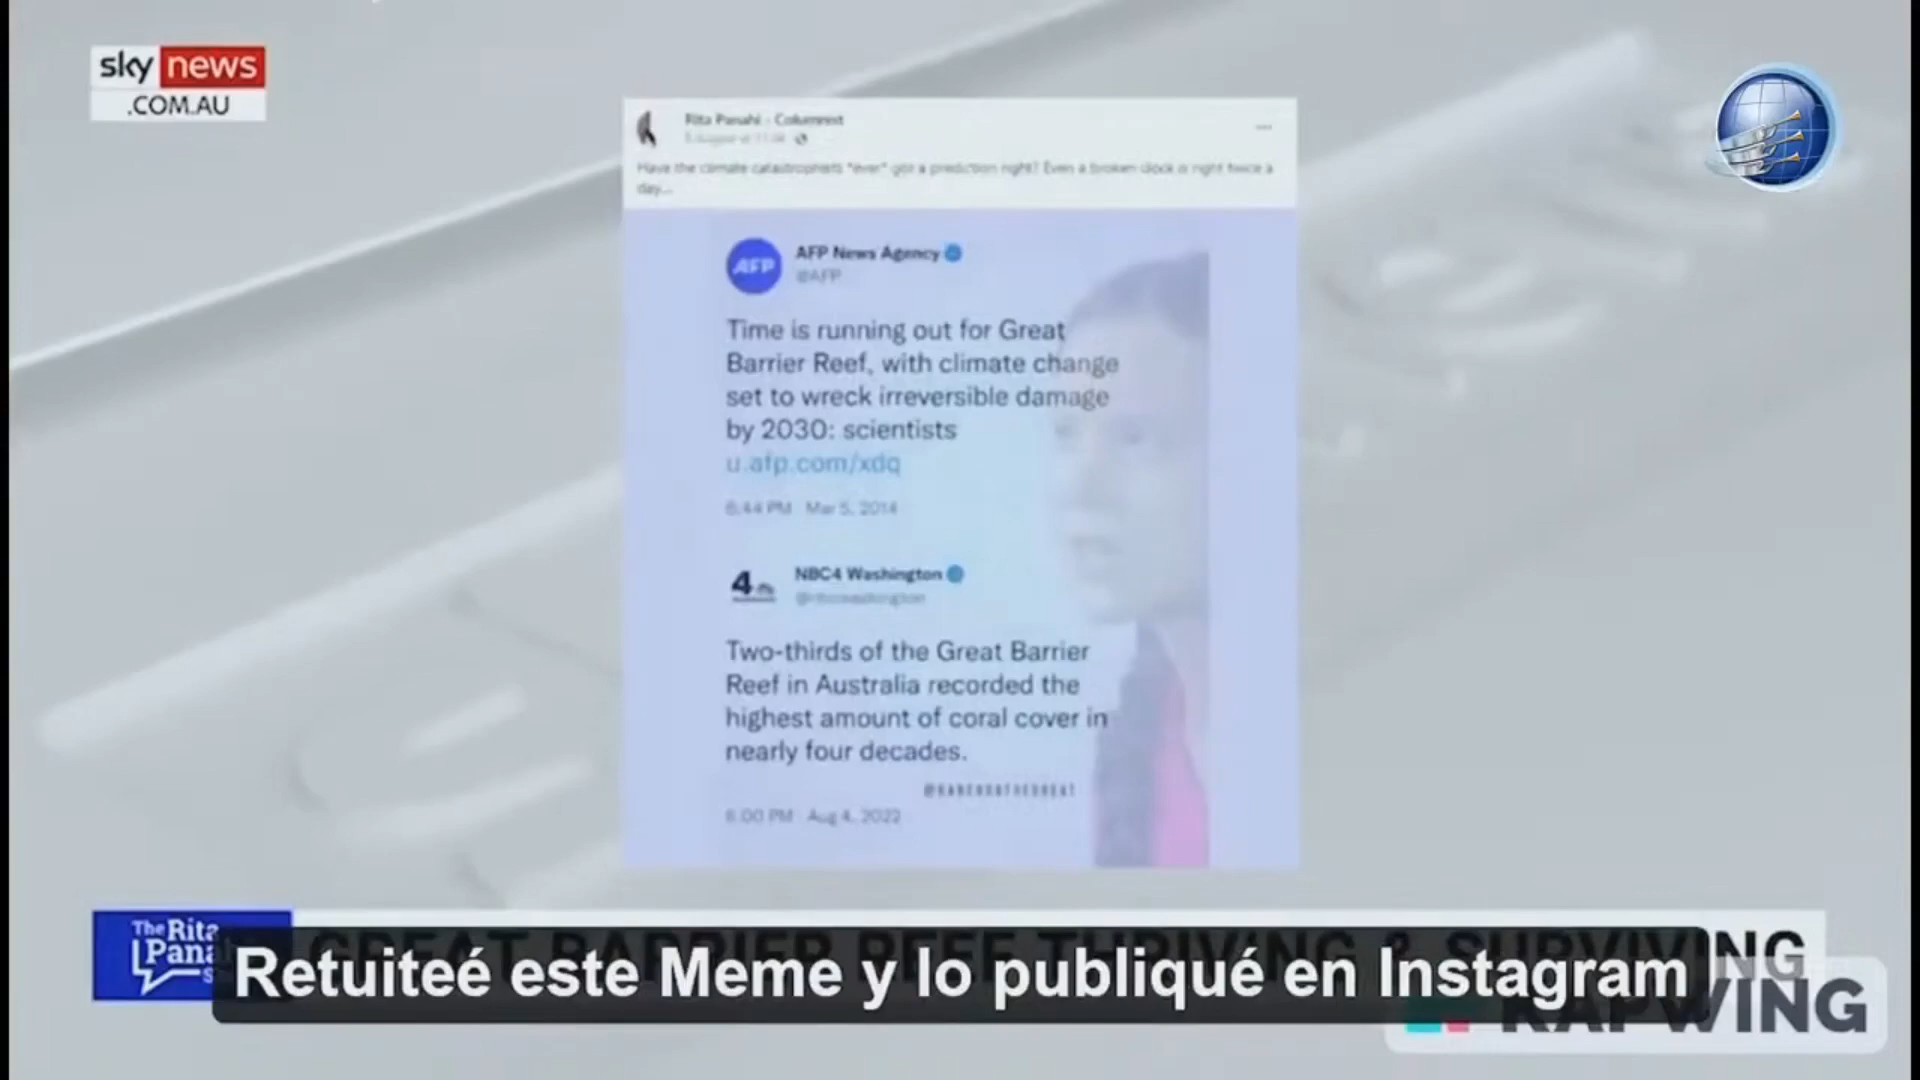 sky news
.COM.AU
Rita Panahi - Columnist
Have the climate catastrophists "ever" got a prediction right? Even a broken clock is right twice a
day...
AFP
AFP News Agency
@AFP
Time is running out for Great
Barrier Reef, with climate change
set to wreck irreversible damage
by 2030: scientists
u.afp.com/xdq
6:44 PM Mar 5, 2014
4
NBC4 Washington
@nbcwashington
Two-thirds of the Great Barrier
Reef in Australia recorded the
highest amount of coral cover in
nearly four decades.
6:00 PM Aug 4, 2022
The Rita
GREAT BARRIER REEF THRIVING & SURVIVING
Retuiteé este Meme y lo publiqué en Instagram
KAPWING